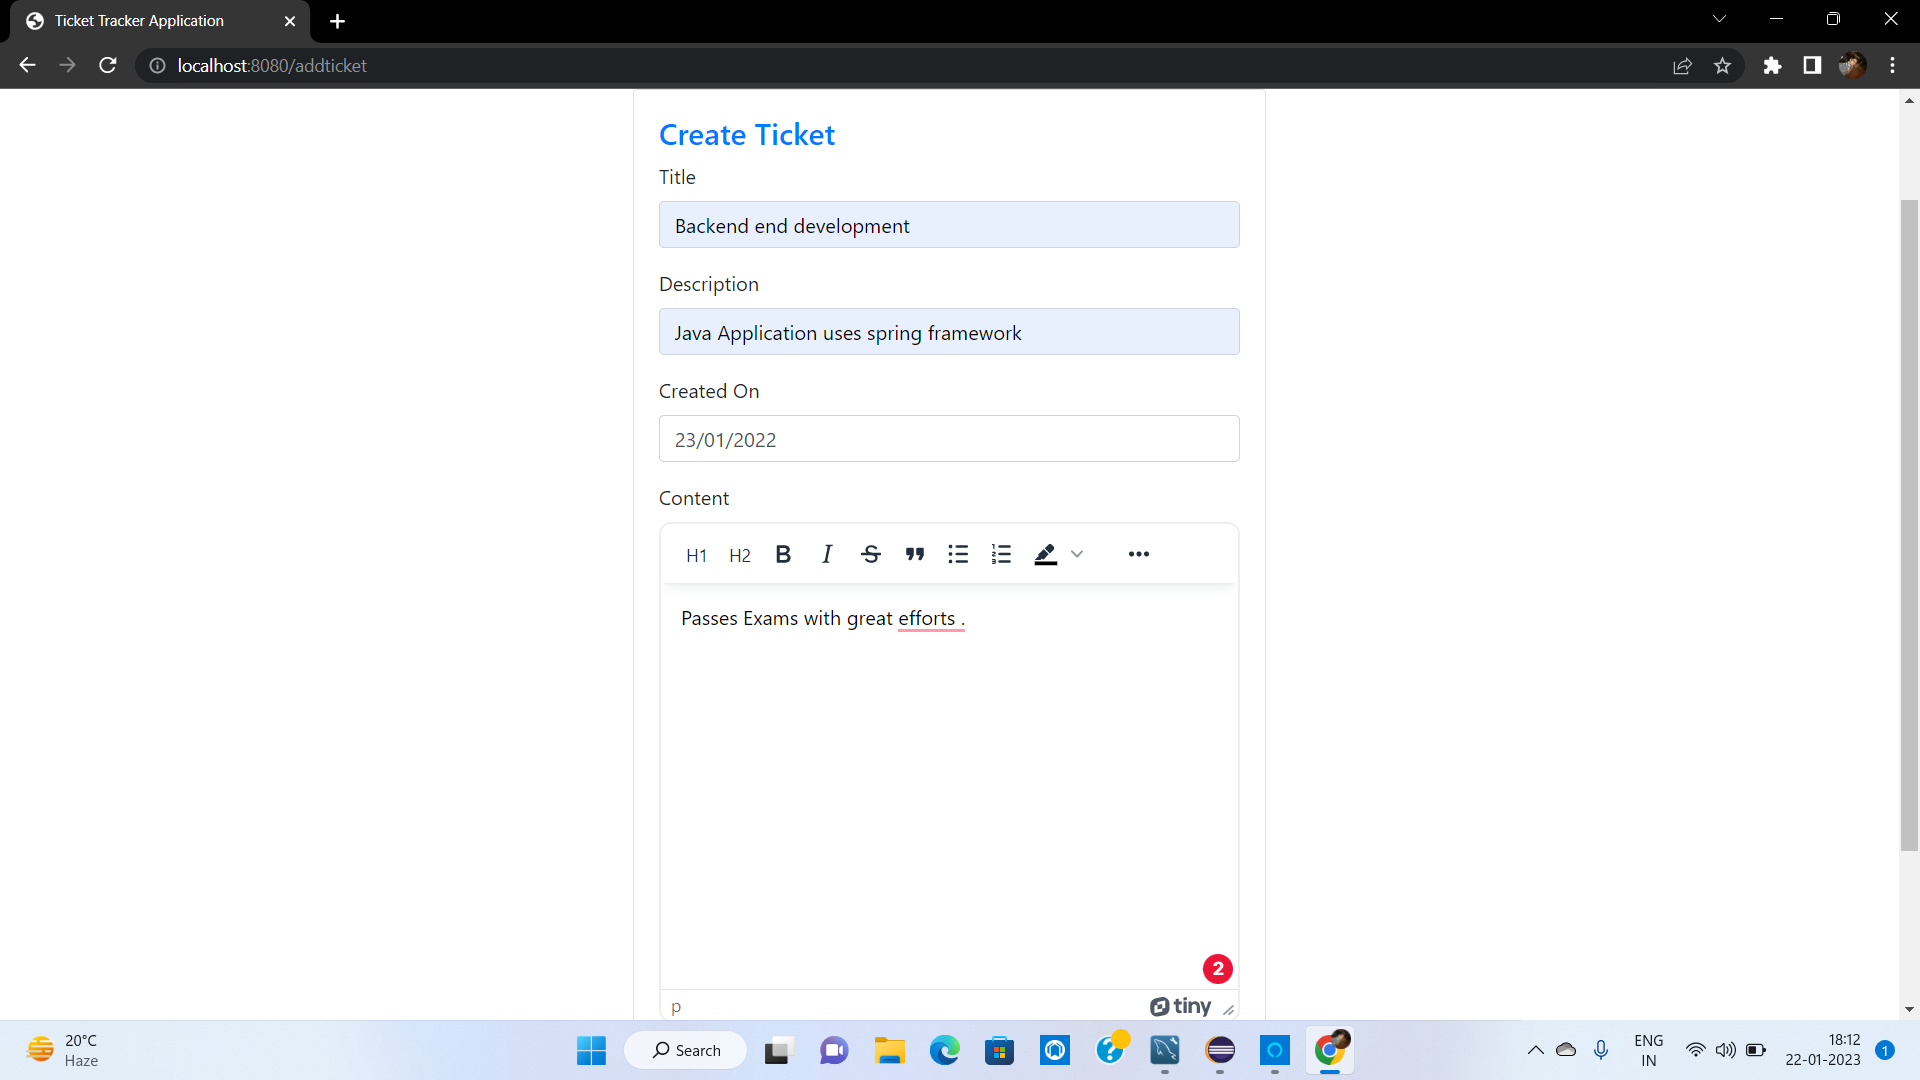 Ticket Tracker Application
localhost:8080/addticket
Create Ticket
Title
Backend end development
Description
Java Application uses spring framework
Created On
23/01/2022
Content
H1 H2 B I S
Passes Exams with great efforts .
2
p
tiny
20°C
Haze
Search
ENG
IN
18:12
22-01-2023
1